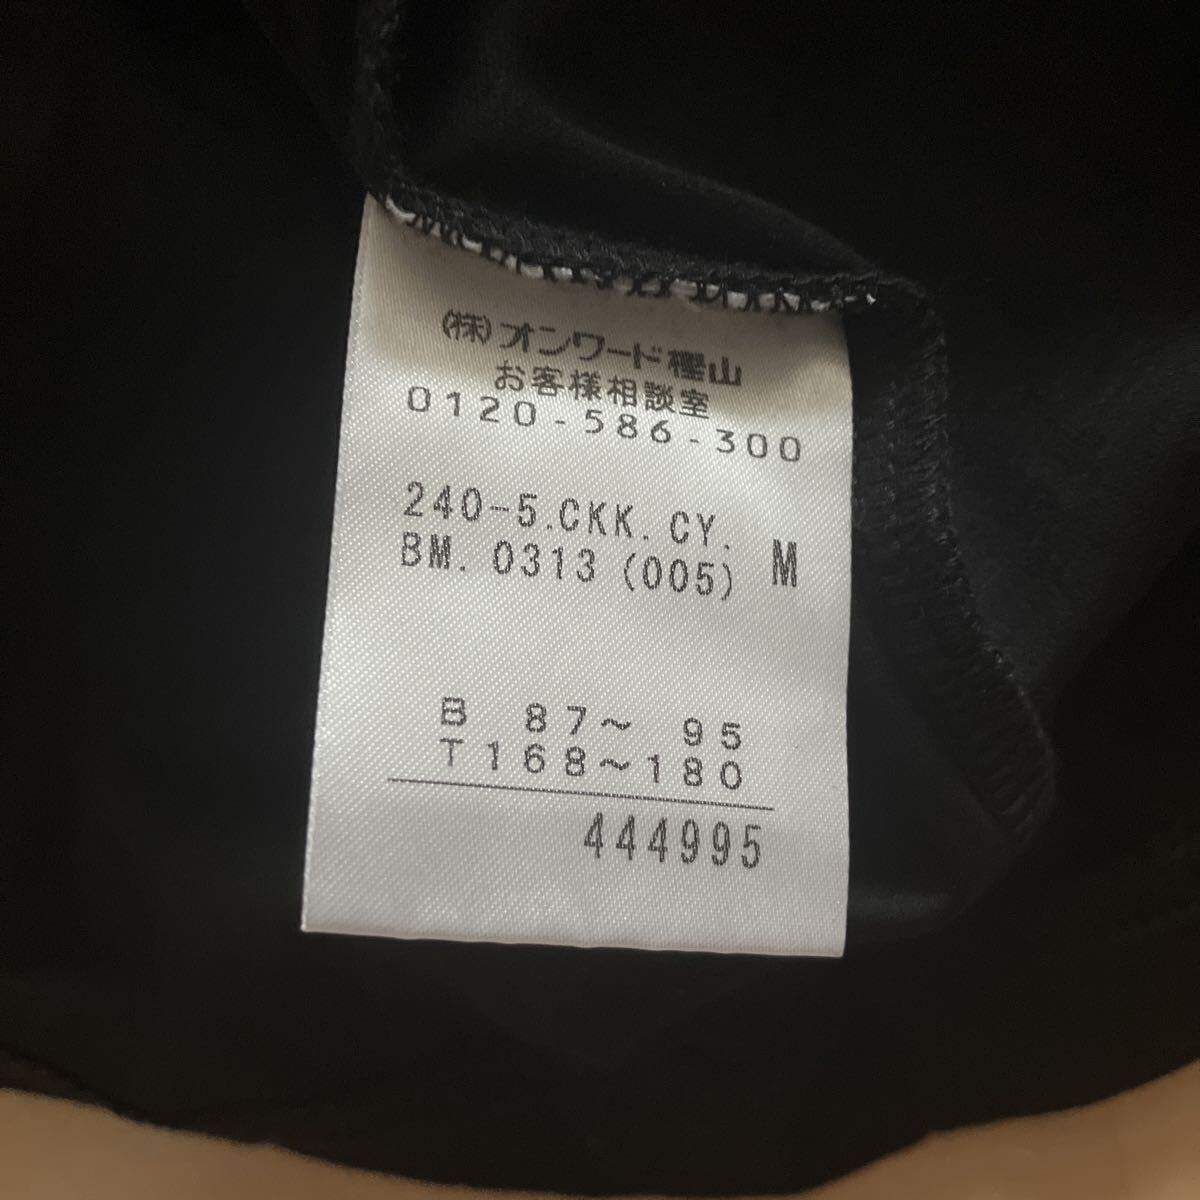 (株)オンワード樫山
お客様相談室
0120-586-300
240-5.CKK.CY.
BM.0313(005) M
B 87～ 95
T168～180
444995